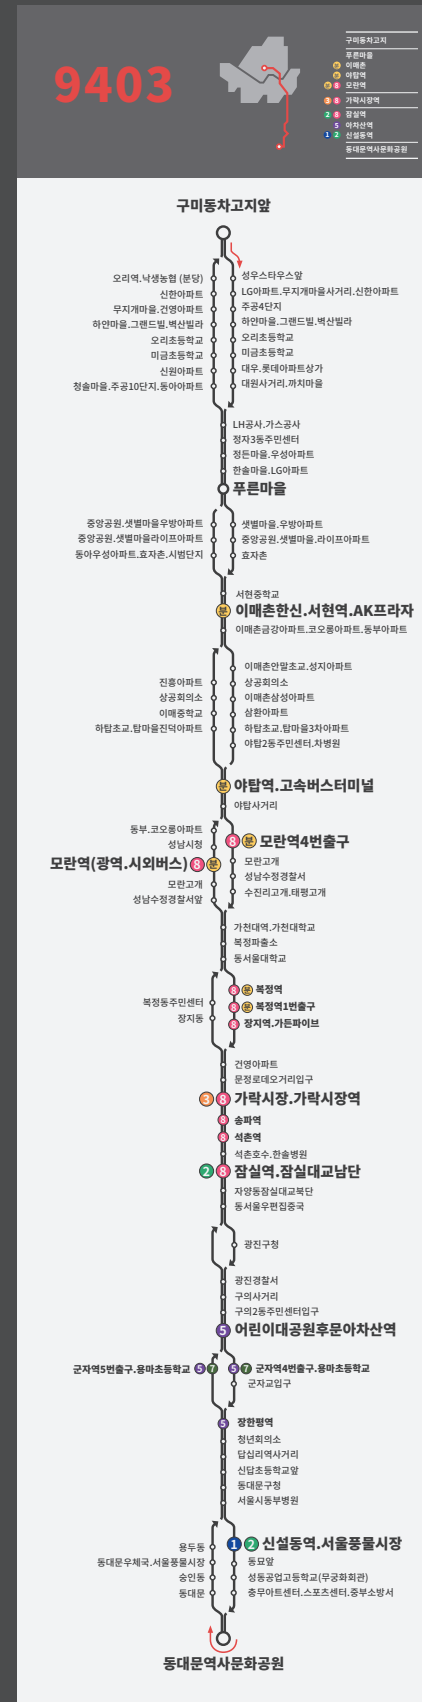 9403
구미동차고지
푸른마을
분 이매촌
분 야탑역
분 8 모란역
3 8 가락시장역
2 8 잠실역
5 아차산역
1 2 신설동역
동대문역사문화공원
구미동차고지앞
오리역.낙생농협 (분당)
신한아파트
무지개마을.건영아파트
하얀마을.그랜드빌.벽산빌라
오리초등학교
미금초등학교
신원아파트
청솔마을.주공10단지.동아아파트
성우스타우스앞
LG아파트.무지개마을사거리.신한아파트
주공4단지
하얀마을.그랜드빌.벽산빌라
오리초등학교
미금초등학교
대우.롯데아파트상가
대원사거리.까치마을
LH공사.가스공사
정자3동주민센터
정든마을.우성아파트
한솔마을.LG아파트
푸른마을
중앙공원.샛별마을우방아파트
중앙공원.샛별마을라이프아파트
동아우성아파트.효자촌.시범단지
샛별마을.우방아파트
중앙공원.샛별마을.라이프아파트
효자촌
서현중학교
분 이매촌한신.서현역.AK프라자
이매촌금강아파트.코오롱아파트.동부아파트
진흥아파트
상공회의소
이매중학교
하탑초교.탑마을진덕아파트
이매촌안말초교.성지아파트
상공회의소
이매촌삼성아파트
삼환아파트
하탑초교.탑마을3차아파트
야탑2동주민센터.차병원
분 야탑역.고속버스터미널
야탑사거리
동부.코오롱아파트
성남시청
모란역(광역.시외버스) 8 분
모란고개
성남수정경찰서앞
8 분 모란역4번출구
모란고개
성남수정경찰서
수진리고개.태평고개
가천대역.가천대학교
복정파출소
동서울대학교
복정동주민센터
장지동
8 분 복정역
8 분 복정역1번출구
8 장지역.가든파이브
건영아파트
문정로데오거리입구
3 8 가락시장.가락시장역
8 송파역
8 석촌역
석촌호수.한솔병원
2 8 잠실역.잠실대교남단
자양동잠실대교북단
동서울우편집중국
광진구청
광진경찰서
구의사거리
구의2동주민센터입구
5 어린이대공원후문아차산역
군자역5번출구.용마초등학교 5 7
5 7 군자역4번출구.용마초등학교
군자교입구
5 장한평역
청년회의소
답십리역사거리
신답초등학교앞
동대문구청
서울시동부병원
용두동
동대문우체국.서울풍물시장
숭인동
동대문
1 2 신설동역.서울풍물시장
동묘앞
성동공업고등학교(무궁화회관)
충무아트센터.스포츠센터.중부소방서
동대문역사문화공원